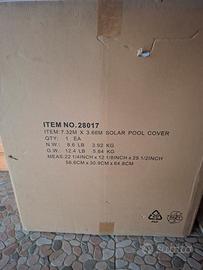 ITEM NO.28017
ITEM:7.32M X 3.66M SOLAR POOL COVER
QTY: 1 EA
N.W.: 8.6 LB 3.92 KG
G.W.: 12.4 LB 5.64 KG
MEAS:22 1/4INCH x 12 1/8INCH x 25 1/2INCH
56.6CM x 30.9CM x 64.8CM
Subito